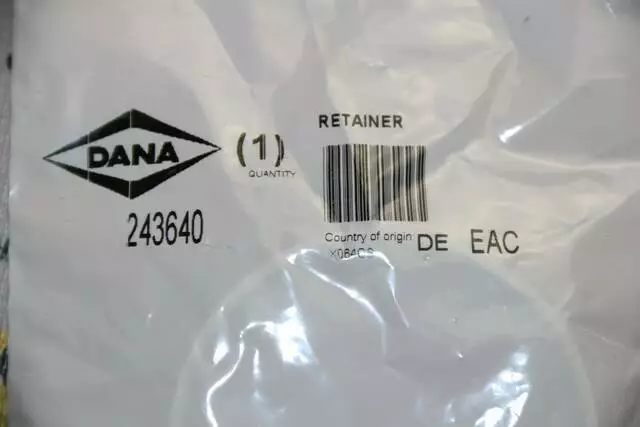 DANA
243640
(1)
QUANTITY
RETAINER
Country of origin: DE EAC